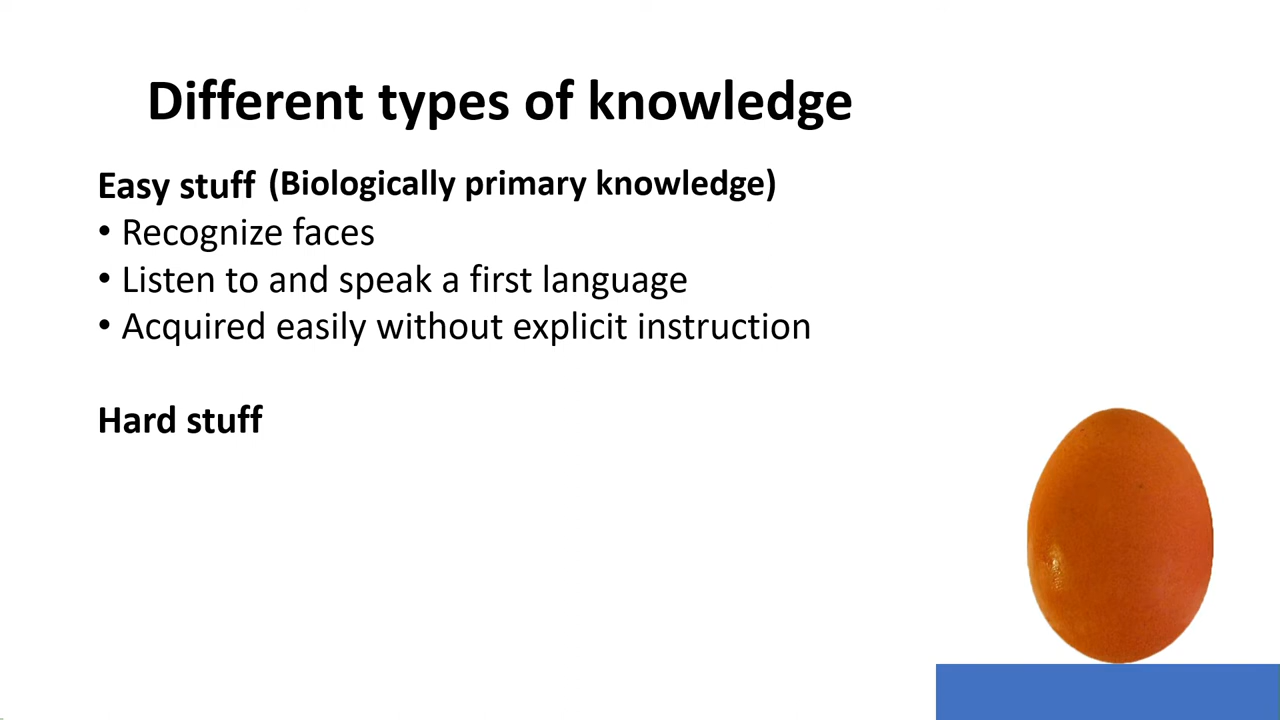 Different types of knowledge
Easy stuff (Biologically primary knowledge)
• Recognize faces
• Listen to and speak a first language
• Acquired easily without explicit instruction
Hard stuff